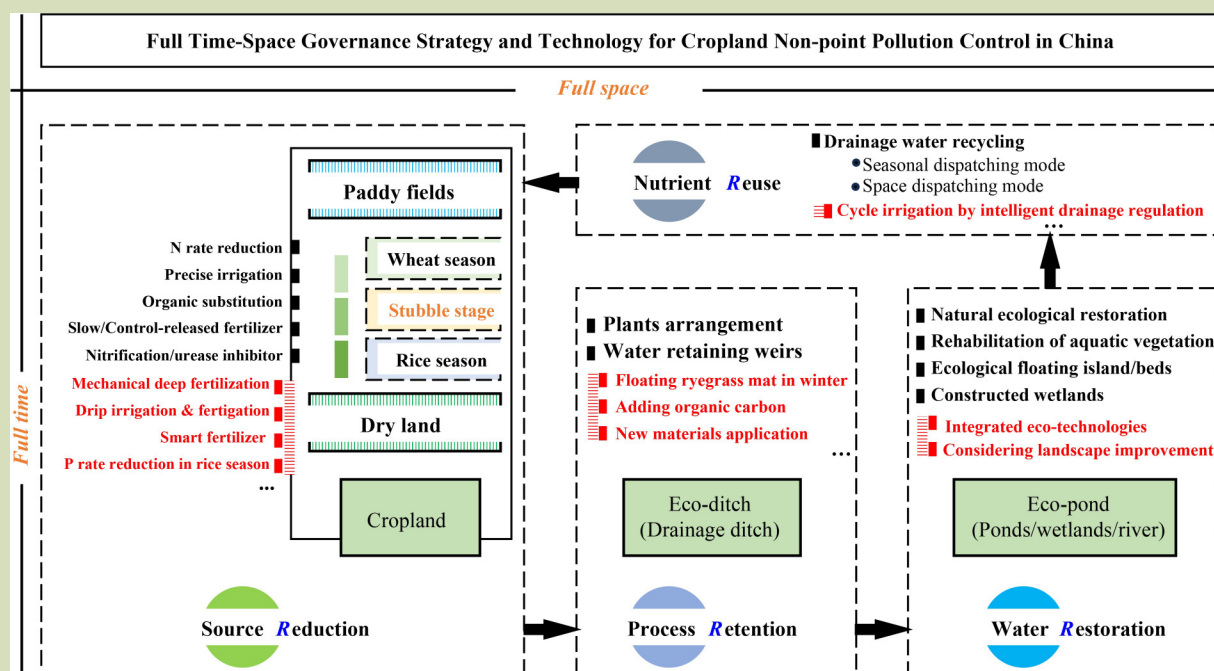 Full Time-Space Governance Strategy and Technology for Cropland Non-point Pollution Control in China
Full space
Full time
Paddy fields
N rate reduction
Precise irrigation
Organic substitution
Slow/Control-released fertilizer
Nitrification/urease inhibitor
Mechanical deep fertilization
Drip irrigation & fertigation
Smart fertilizer
P rate reduction in rice season
...
Wheat season
Stubble stage
Rice season
Dry land
Cropland
Source Reduction
Nutrient Reuse
Drainage water recycling
Seasonal dispatching mode
Space dispatching mode
Cycle irrigation by intelligent drainage regulation
...
Plants arrangement
Water retaining weirs
Floating ryegrass mat in winter
Adding organic carbon
New materials application
...
Eco-ditch
(Drainage ditch)
Process Retention
Natural ecological restoration
Rehabilitation of aquatic vegetation
Ecological floating island/beds
Constructed wetlands
Integrated eco-technologies
Considering landscape improvement
Eco-pond
(Ponds/wetlands/river)
Water Restoration